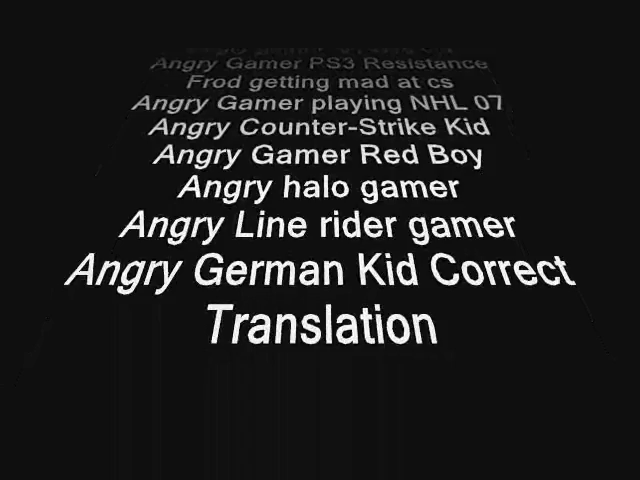 Angry Gamer PS3 Resistance
Frod getting mad at cs
Angry Gamer playing NHL 07
Angry Counter-Strike Kid
Angry Gamer Red Boy
Angry halo gamer
Angry Line rider gamer
Angry German Kid Correct
Translation